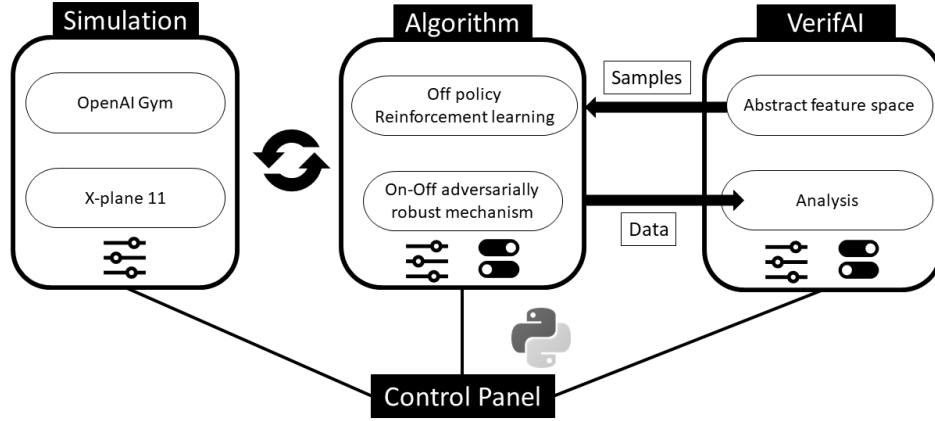 Simulation
OpenAI Gym
X-plane 11
Algorithm
Off policy
Reinforcement learning
On-Off adversarially
robust mechanism
Samples
Data
VerifAI
Abstract feature space
Analysis
Control Panel